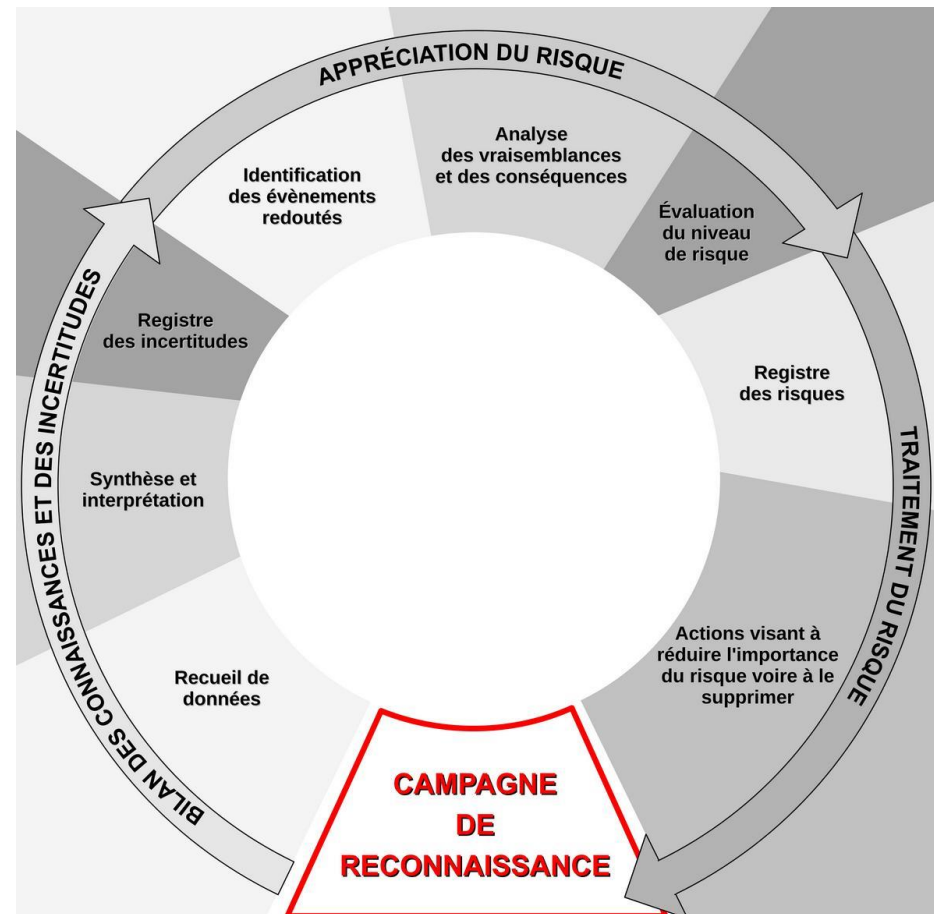 APPRÉCIATION DU RISQUE
Analyse
des vraisemblances
et des conséquences
Identification
des évènements
redoutés
Évaluation
du niveau
de risque
Registre
des incertitudes
Registre
des risques
BILAN DES CONNAISSANCES ET DES INCERTITUDES
TRAITEMENT DU RISQUE
Synthèse et
interprétation
Actions visant à
réduire l'importance
du risque voire à le
supprimer
Recueil de
données
CAMPAGNE
DE
RECONNAISSANCE